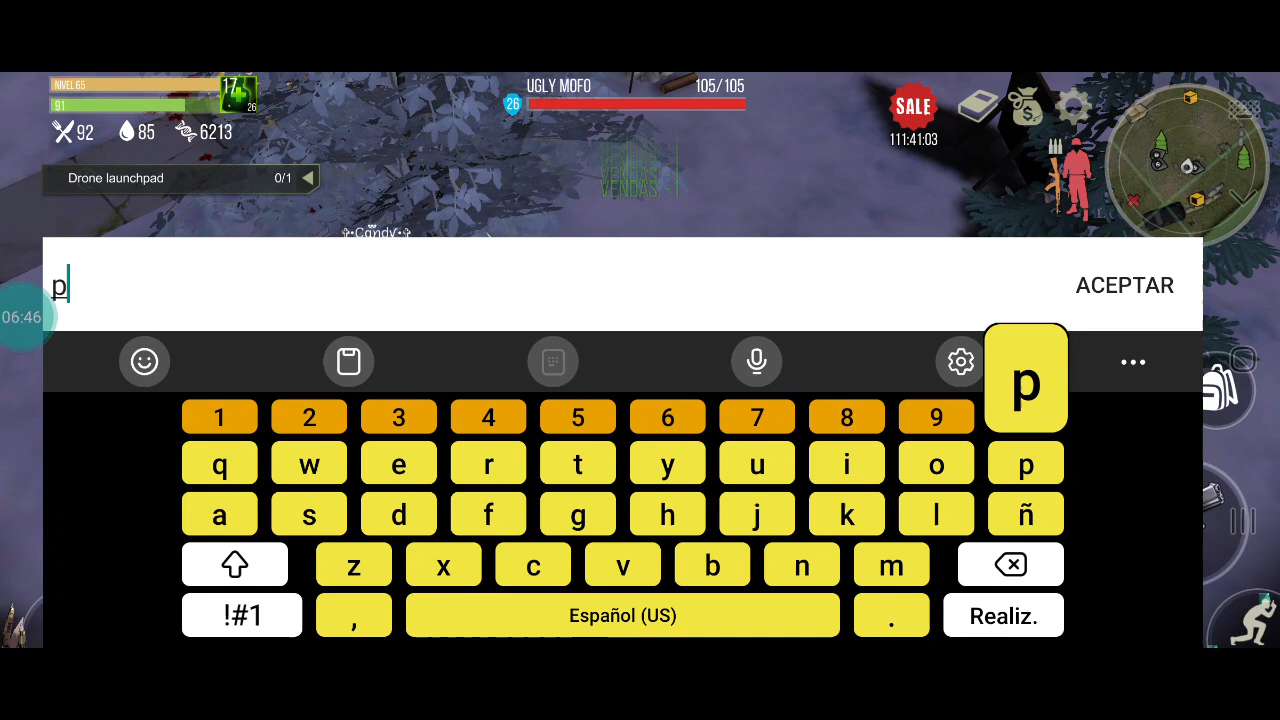 NIVEL 65
17
91
26
92
85
6213
UGLY MOFO
105/105
26
SALE
111:41:03
Drone launchpad
0/1
VENDAS -1
✞•Candy•✞
p
ACEPTAR
06:46
p
1 2 3 4 5 6 7 8 9
q w e r t y u i o p
a s d f g h j k l ñ
z x c v b n m
!#1 , Español (US) . Realiz.